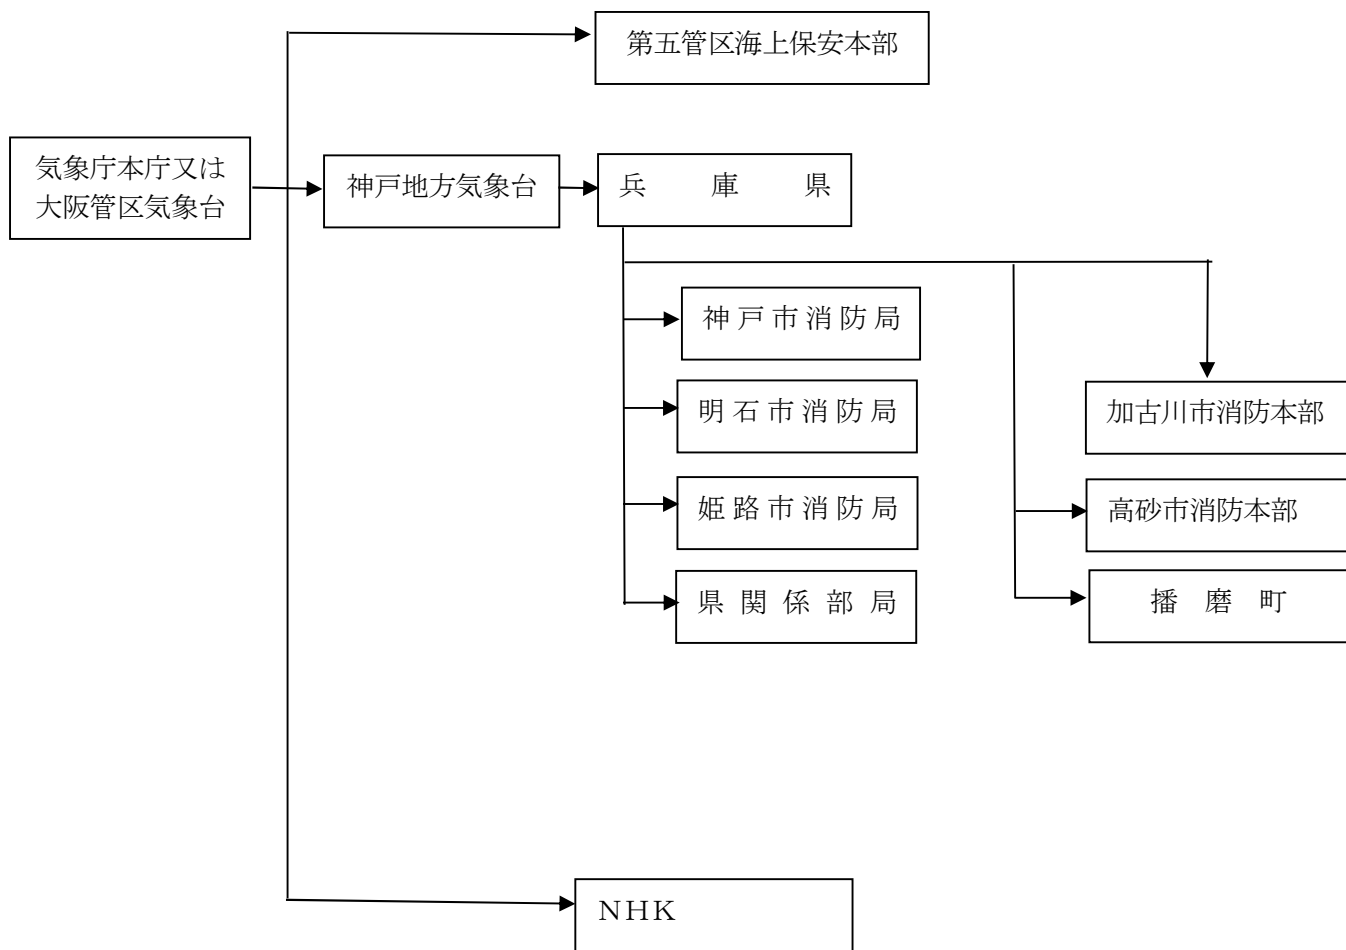 第五管区海上保安本部
気象庁本庁又は
大阪管区気象台
神戸地方気象台
兵庫県
神戸市消防局
明石市消防局
加古川市消防本部
姫路市消防局
高砂市消防本部
県関係部局
播磨町
NHK